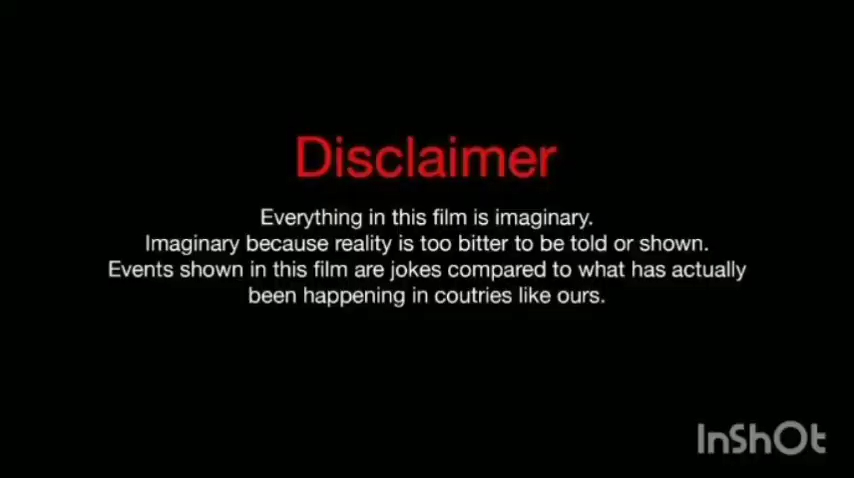 Disclaimer
Everything in this film is imaginary.
Imaginary because reality is too bitter to be told or shown.
Events shown in this film are jokes compared to what has actually
been happening in coutries like ours.
InShOt